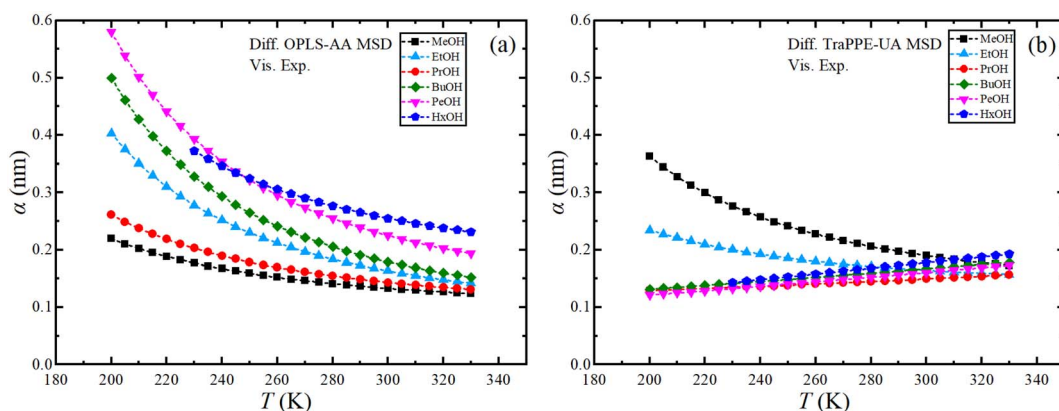 Diff. OPLS-AA MSD
Vis. Exp.
(a)
MeOH
EtOH
PrOH
BuOH
PeOH
HxOH
α (nm)
0.6
0.5
0.4
0.3
0.2
0.1
0.0
180 200 220 240 260 280 300 320 340
T (K)
Diff. TraPPE-UA MSD
Vis. Exp.
(b)
MeOH
EtOH
PrOH
BuOH
PeOH
HxOH
α (nm)
0.6
0.5
0.4
0.3
0.2
0.1
0.0
180 200 220 240 260 280 300 320 340
T (K)